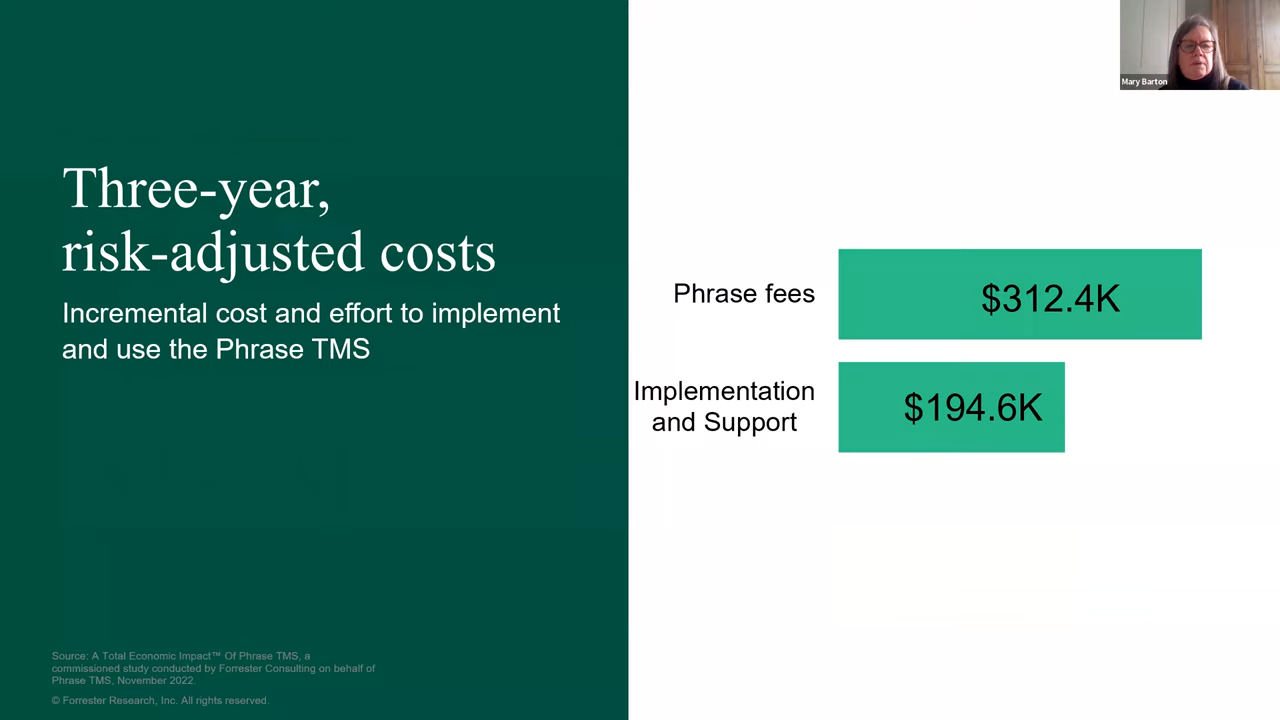 Mary Barton
Three-year,
risk-adjusted costs
Incremental cost and effort to implement
and use the Phrase TMS
Phrase fees
$312.4K
Implementation
and Support
$194.6K
Source: A Total Economic Impact™ Of Phrase TMS, a
commissioned study conducted by Forrester Consulting on behalf of
Phrase TMS, November 2022.
© Forrester Research, Inc. All rights reserved.